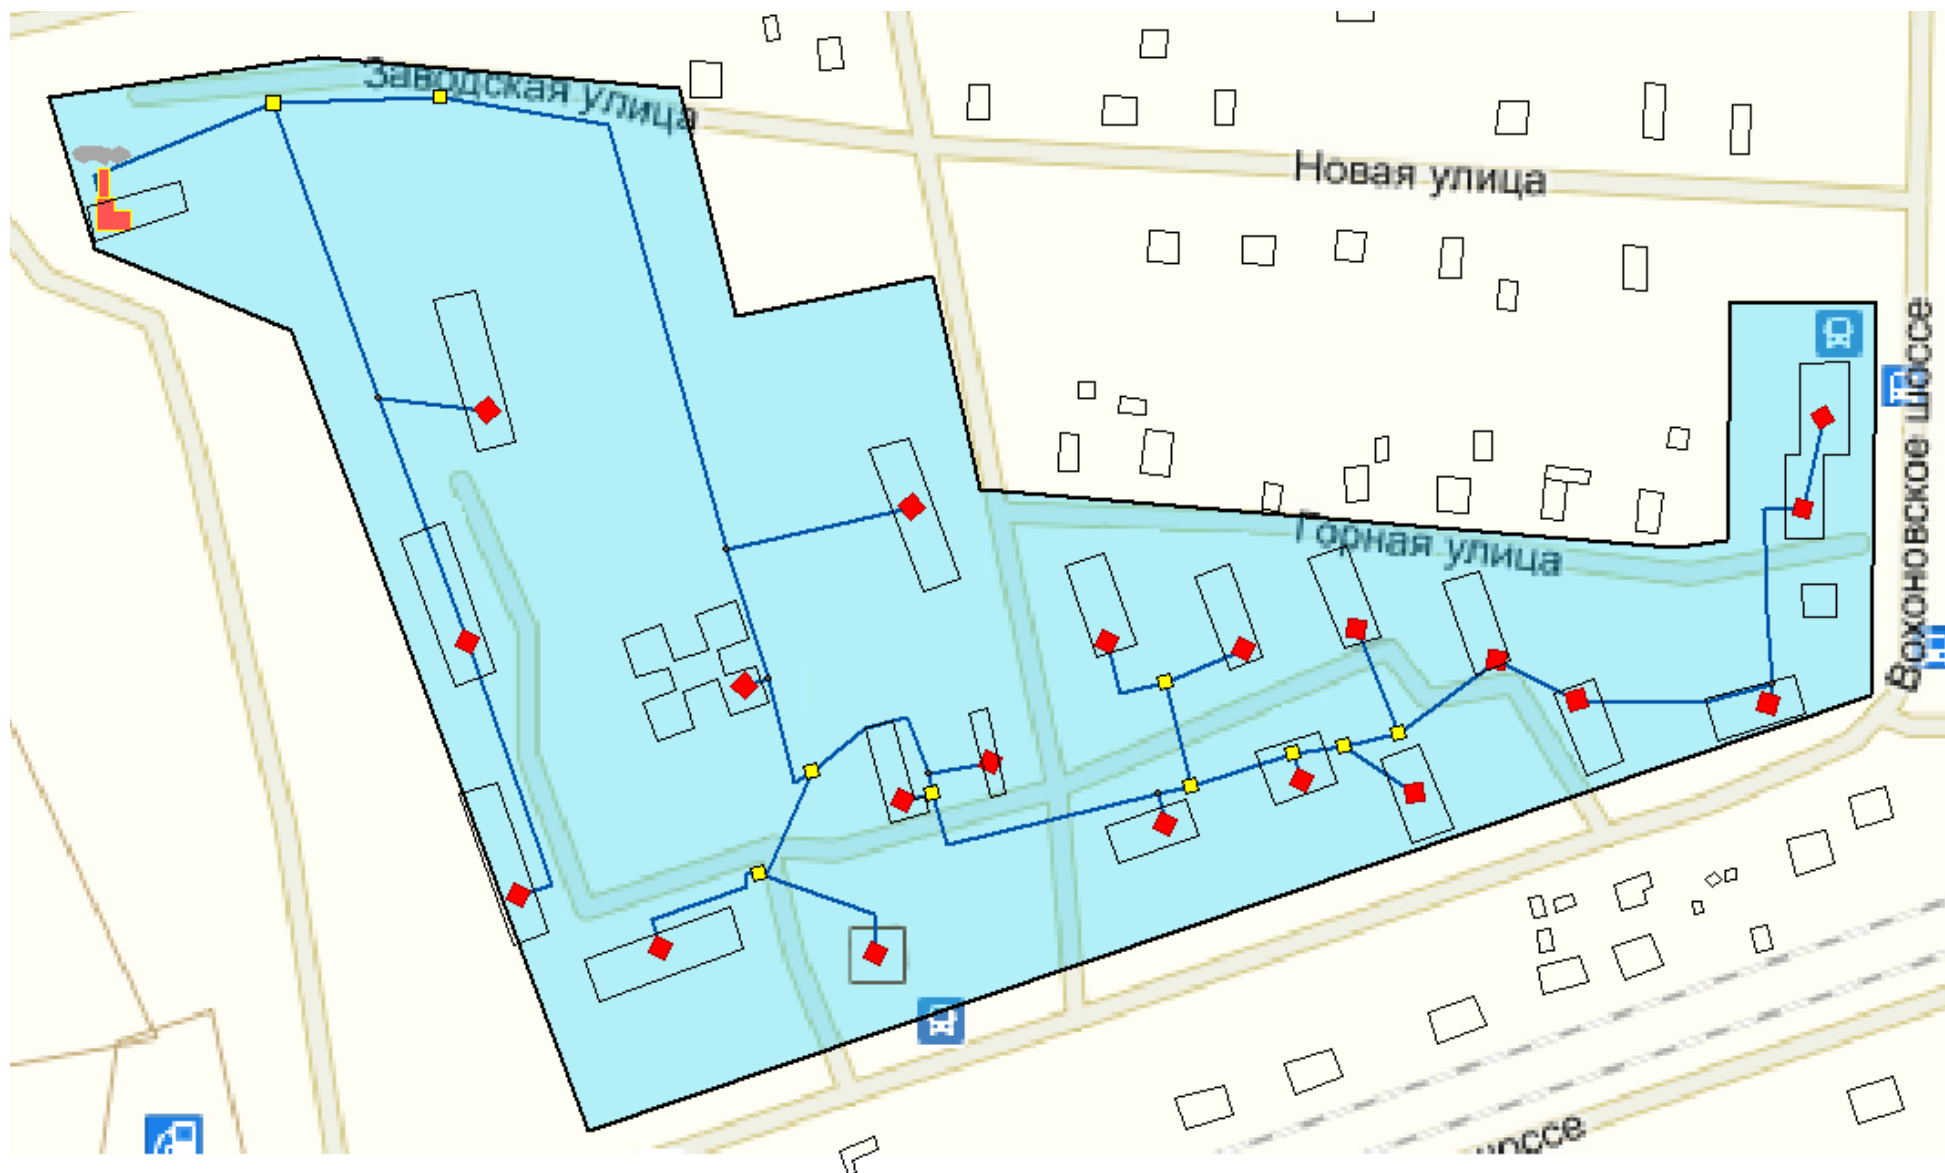 Заводская улица
Новая улица
Горная улица
Вохоновское шоссе
шоссе